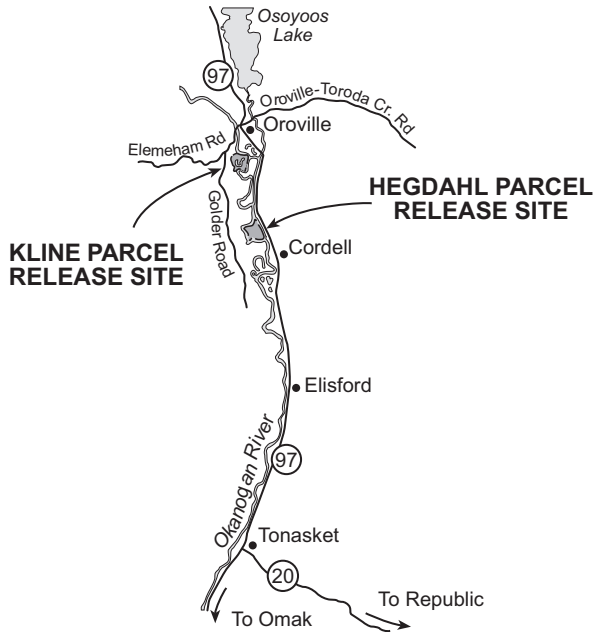 Osoyoos
Lake
97
Oroville-Toroda Cr. Rd
Oroville
Elemeham Rd
HEGDAHL PARCEL
RELEASE SITE
KLINE PARCEL
RELEASE SITE
Golder Road
Cordell
Elisford
Okanogan River
97
Tonasket
20
To Republic
To Omak